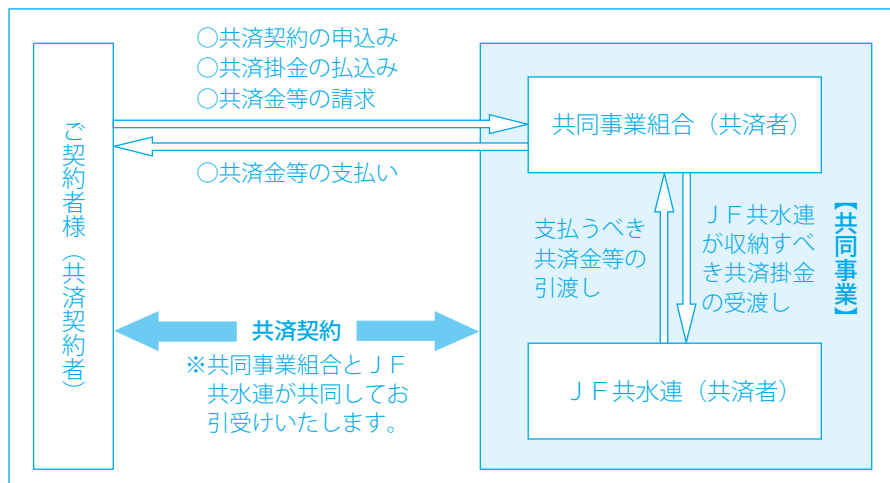 ○共済契約の申込み
○共済掛金の払込み
○共済金等の請求
○共済金等の支払い
ご契約者様（共済契約者）
共同事業組合（共済者）
支払うべき
共済金等の
引渡し
ＪＦ共水連
が収納すべ
き共済掛金
の受渡し
【共同事業】
共済契約
※共同事業組合とＪＦ
共水連が共同してお
引受けいたします。
ＪＦ共水連（共済者）